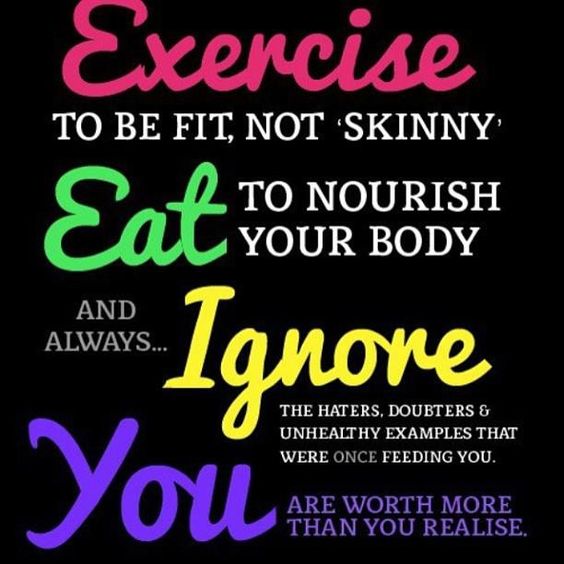 Exercise
TO BE FIT, NOT ‘SKINNY’
Eat TO NOURISH
YOUR BODY
AND
ALWAYS... Ignore
THE HATERS, DOUBTERS &
UNHEALTHY EXAMPLES THAT
WERE ONCE FEEDING YOU.
You ARE WORTH MORE
THAN YOU REALISE.